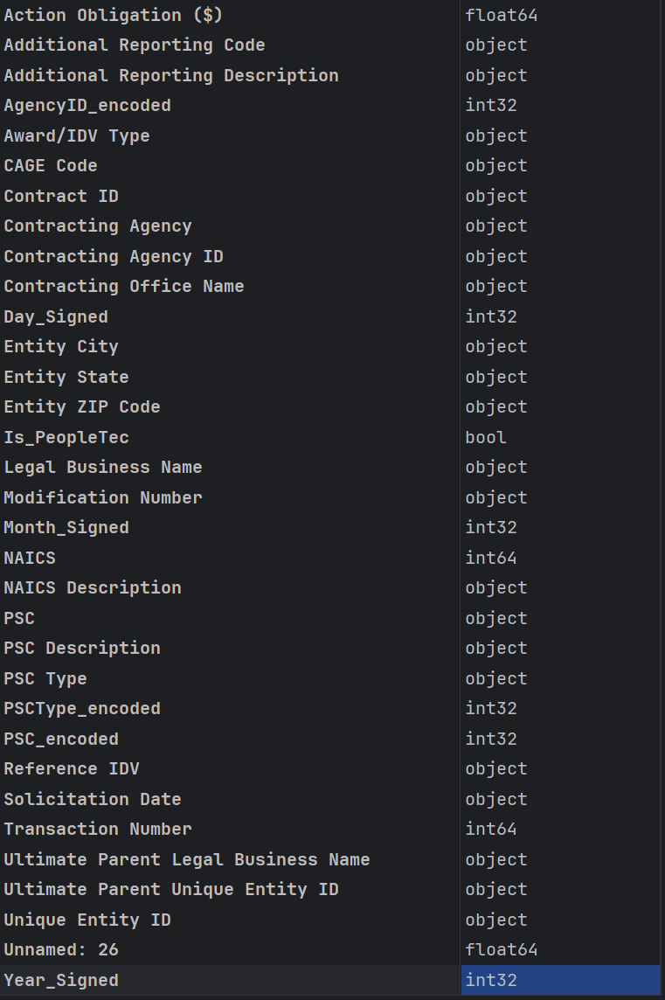 Action Obligation ($) float64
Additional Reporting Code object
Additional Reporting Description object
AgencyID_encoded int32
Award/IDV Type object
CAGE Code object
Contract ID object
Contracting Agency object
Contracting Agency ID object
Contracting Office Name object
Day_Signed int32
Entity City object
Entity State object
Entity ZIP Code object
Is_PeopleTec bool
Legal Business Name object
Modification Number object
Month_Signed int32
NAICS int64
NAICS Description object
PSC object
PSC Description object
PSC Type object
PSCType_encoded int32
PSC_encoded int32
Reference IDV object
Solicitation Date object
Transaction Number int64
Ultimate Parent Legal Business Name object
Ultimate Parent Unique Entity ID object
Unique Entity ID object
Unnamed: 26 float64
Year_Signed int32